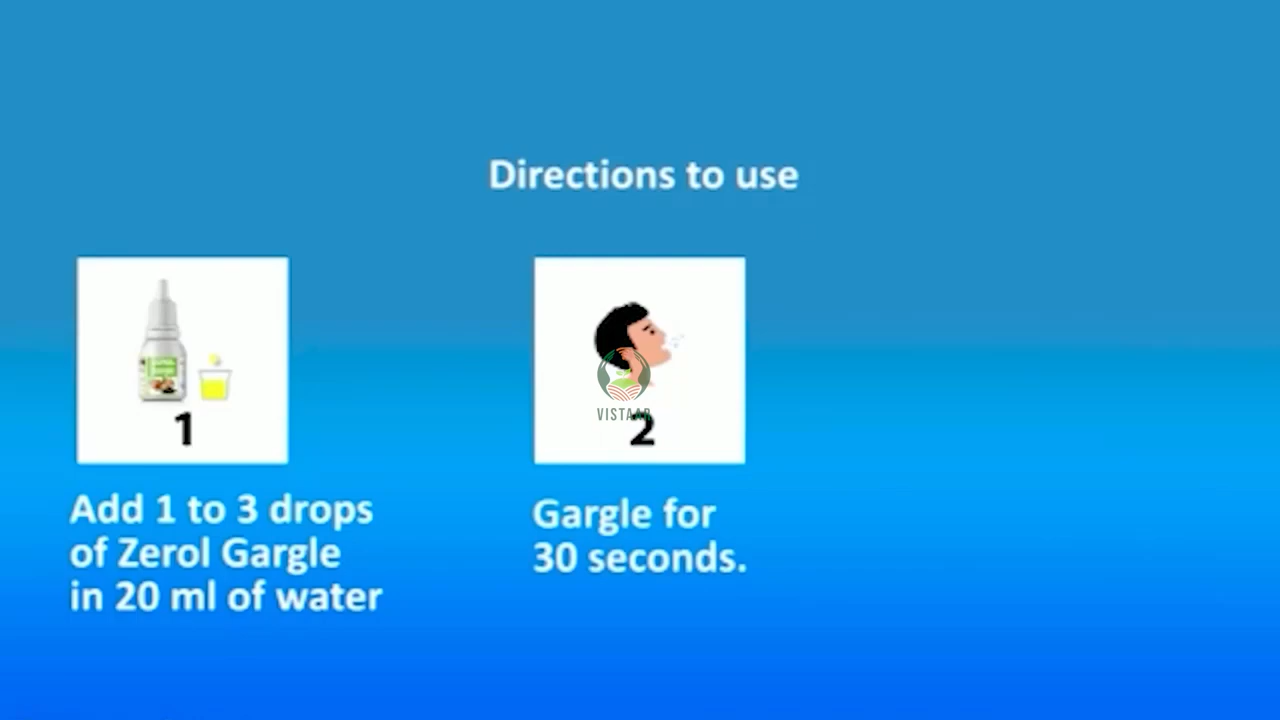 Directions to use
1
Add 1 to 3 drops
of Zerol Gargle
in 20 ml of water
VISTAAR
2
Gargle for
30 seconds.